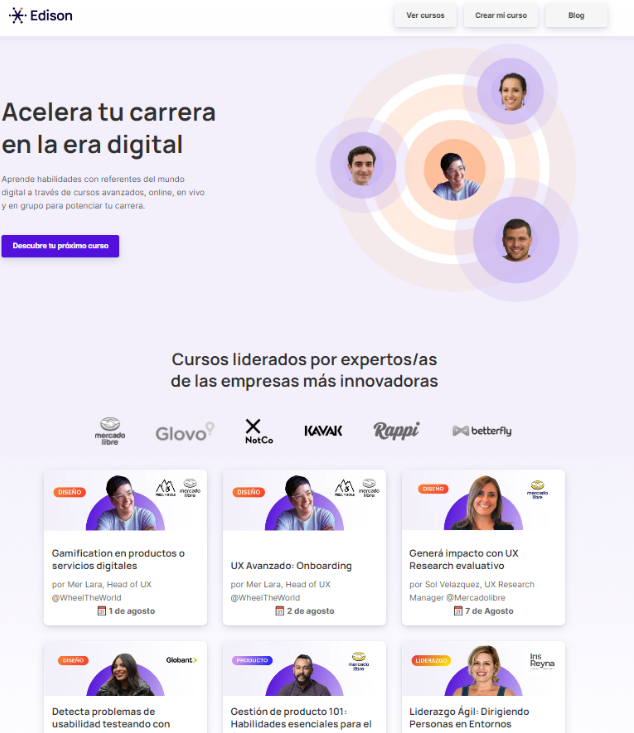 Edison
Ver cursos
Crear mi curso
Blog
Acelera tu carrera
en la era digital
Aprende habilidades con referentes del mundo
digital a través de cursos avanzados, online, en vivo
y en grupo para potenciar tu carrera.
Descubre tu próximo curso
Cursos liderados por expertos/as
de las empresas más innovadoras
mercado
libre
Glovo
NotCo
KAVAK
Rappi
betterfly
DISEÑO
mercado
libre
DISEÑO
mercado
libre
DISEÑO
mercado
libre
Gamification en productos o
servicios digitales
por Mer Lara, Head of UX
@WheelTheWorld
1 de agosto
UX Avanzado: Onboarding
por Mer Lara, Head of UX
@WheelTheWorld
2 de agosto
Generá impacto con UX
Research evaluativo
por Sol Velazquez, UX Research
Manager @Mercadolibre
7 de Agosto
DISEÑO
Globant
PRODUCTO
mercado
libre
LIDERAZGO
Iris
Reyna
Detecta problemas de
usabilidad testeando con
Gestión de producto 101:
Habilidades esenciales para el
Liderazgo Ágil: Dirigiendo
Personas en Entornos